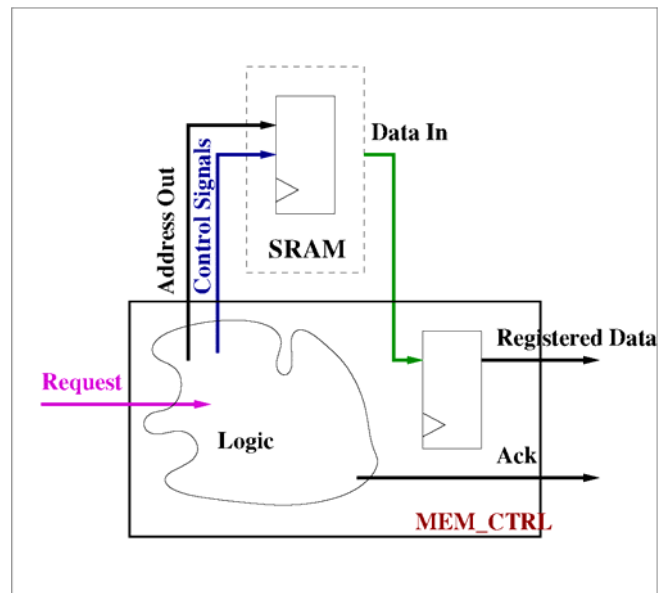 Address Out
Control Signals
Data In
SRAM
Request
Logic
Registered Data
Ack
MEM_CTRL